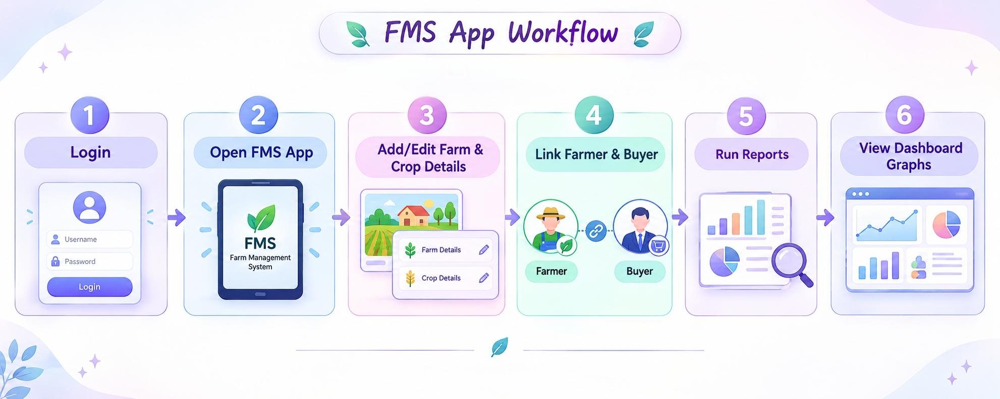 FMS App Workflow
1
Login
Username
Password
Login
2
Open FMS App
FMS
Farm Management
System
3
Add/Edit Farm &
Crop Details
Farm Details
Crop Details
4
Link Farmer & Buyer
Farmer
Buyer
5
Run Reports
6
View Dashboard
Graphs